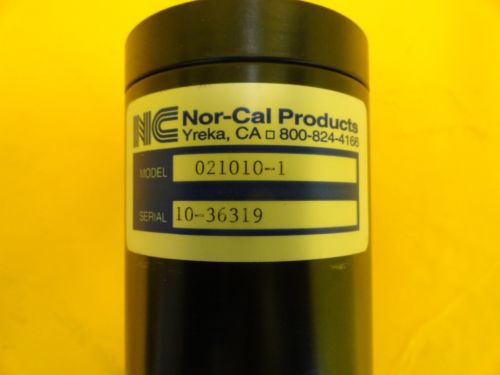 NC Nor-Cal Products
Yreka, CA □ 800-824-4166
MODEL 021010-1
SERIAL 10-36319